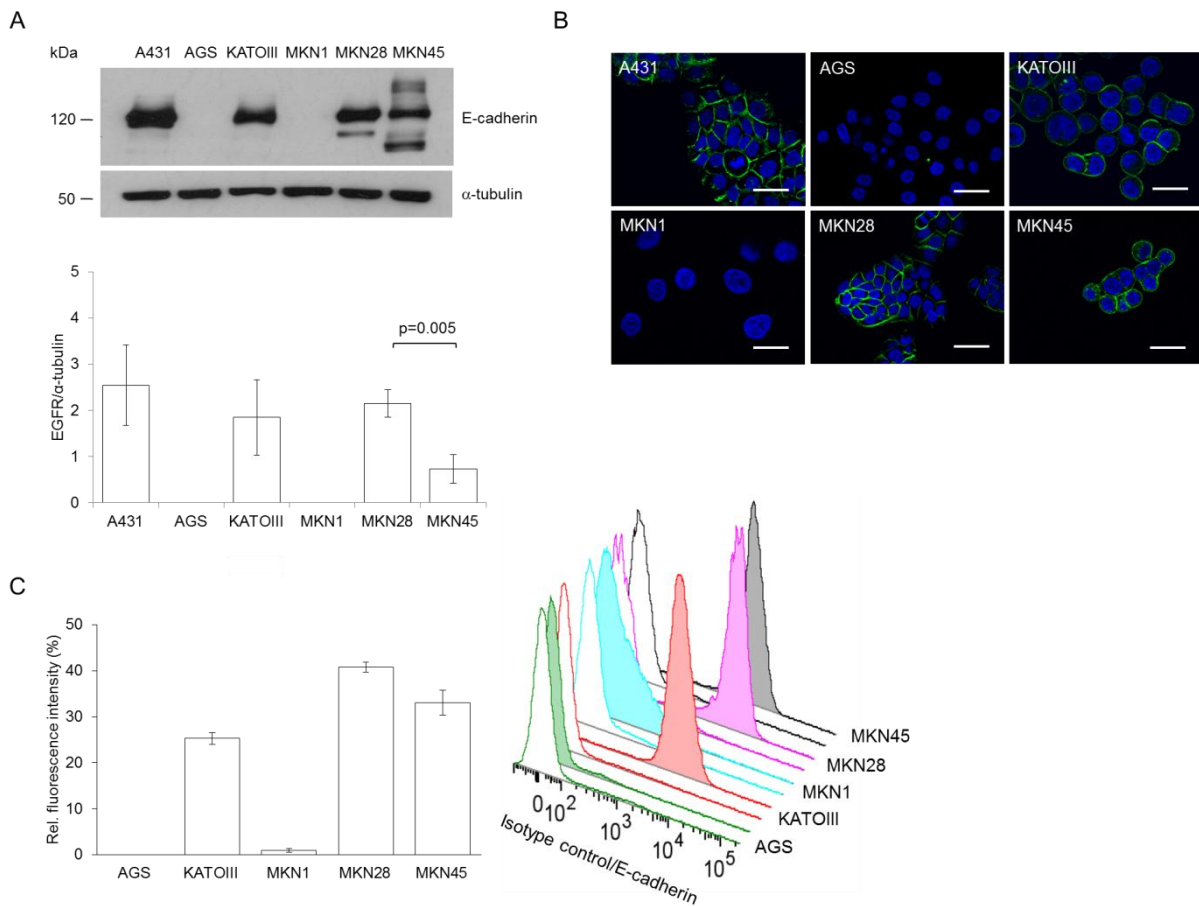 A
kDa
A431 AGS KATOIII MKN1 MKN28 MKN45
120
E-cadherin
50
α-tubulin
EGFR/α-tubulin
5
4
3
2
1
0
p=0.005
A431 AGS KATOIII MKN1 MKN28 MKN45
B
A431
AGS
KATOIII
MKN1
MKN28
MKN45
C
Rel. fluorescence intensity (%)
50
40
30
20
10
0
AGS KATOIII MKN1 MKN28 MKN45
MKN45
MKN28
MKN1
KATOIII
AGS
0 10² 10³ 10⁴ 10⁵
Isotype control/E-cadherin